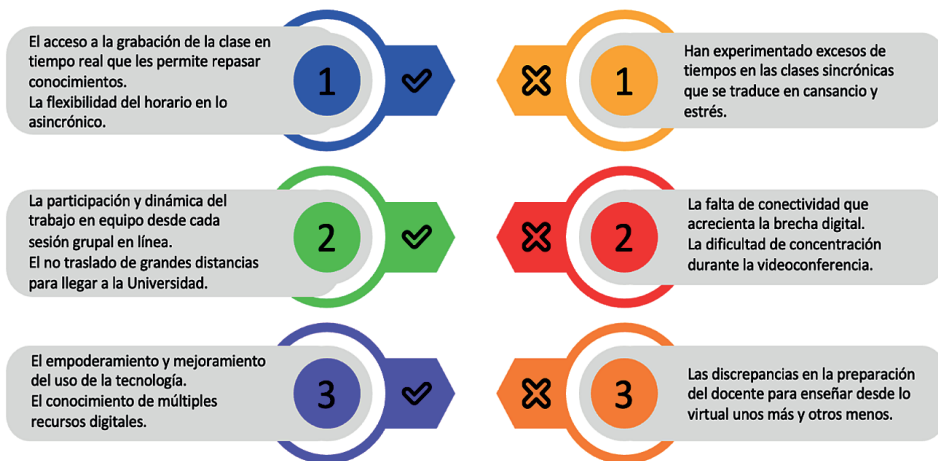 El acceso a la grabación de la clase en
tiempo real que les permite repasar
conocimientos.
La flexibilidad del horario en lo
asincrónico.
1
1
Han experimentado excesos de
tiempos en las clases sincrónicas
que se traduce en cansancio y
estrés.
La participación y dinámica del
trabajo en equipo desde cada
sesión grupal en línea.
El no traslado de grandes distancias
para llegar a la Universidad.
2
2
La falta de conectividad que
acrecienta la brecha digital.
La dificultad de concentración
durante la videoconferencia.
El empoderamiento y mejoramiento
del uso de la tecnología.
El conocimiento de múltiples
recursos digitales.
3
3
Las discrepancias en la preparación
del docente para enseñar desde lo
virtual unos más y otros menos.